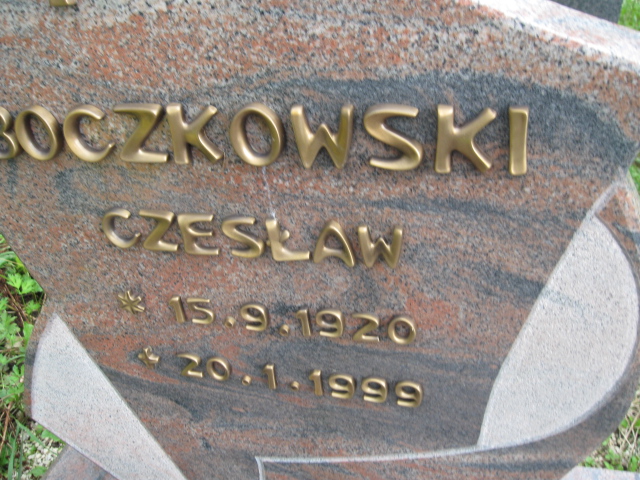 BOCZKOWSKI
CZESŁAW
* 15.9.1920
20.1.1999